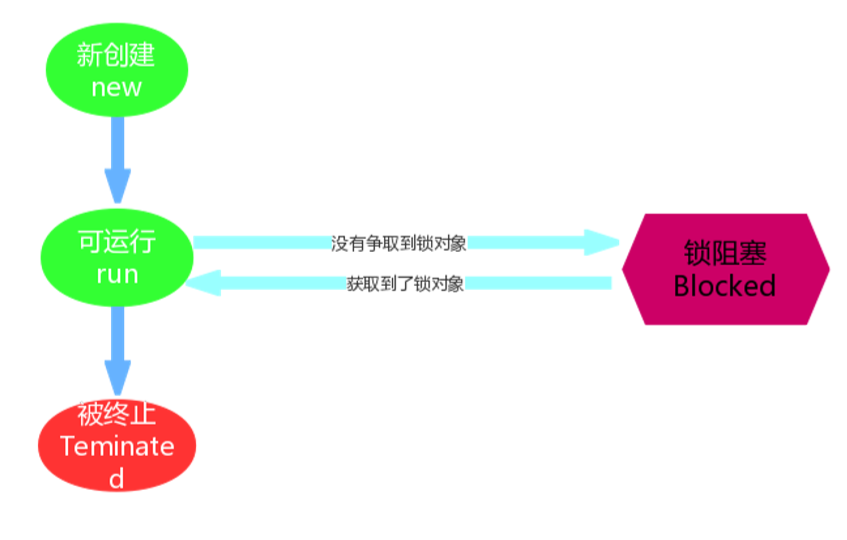 新创建
new
可运行
run
没有争取到锁对象
获取到了锁对象
锁阻塞
Blocked
被终止
Teminate
d